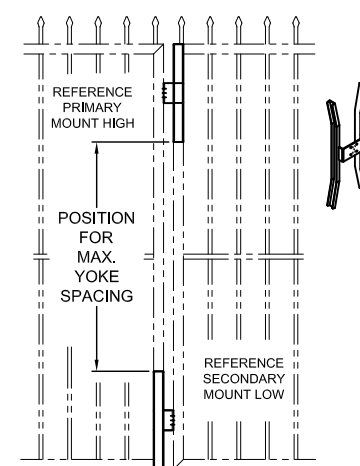 REFERENCE
PRIMARY
MOUNT HIGH
POSITION
FOR
MAX.
YOKE
SPACING
REFERENCE
SECONDARY
MOUNT LOW